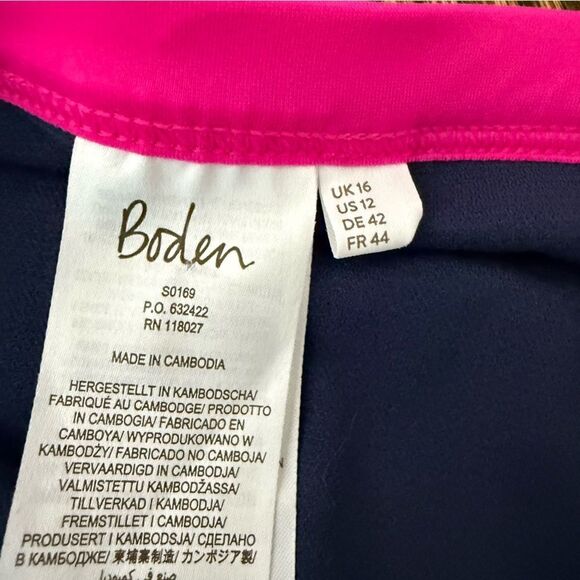 Boden
S0169
P.O. 632422
RN 118027
MADE IN CAMBODIA
HERGESTELLT IN KAMBODSCHA/
FABRIQUÉ AU CAMBODGE/ PRODOTTO
IN CAMBOGIA/ FABRICADO EN
CAMBOYA/ WYPRODUKOWANO W
KAMBODŻY/ FABRICADO NO CAMBOJA/
VERVAARDIGD IN CAMBODJA/
VALMISTETTU KAMBODŽASSA/
TILLVERKAD I KAMBODJA/
FREMSTILLET I CAMBODJA/
PRODUSERT I KAMBODSJA/ СДЕЛАНО
В КАМБОДЖЕ/ 柬埔寨制造/ カンボジア製/
UK 16
US 12
DE 42
FR 44